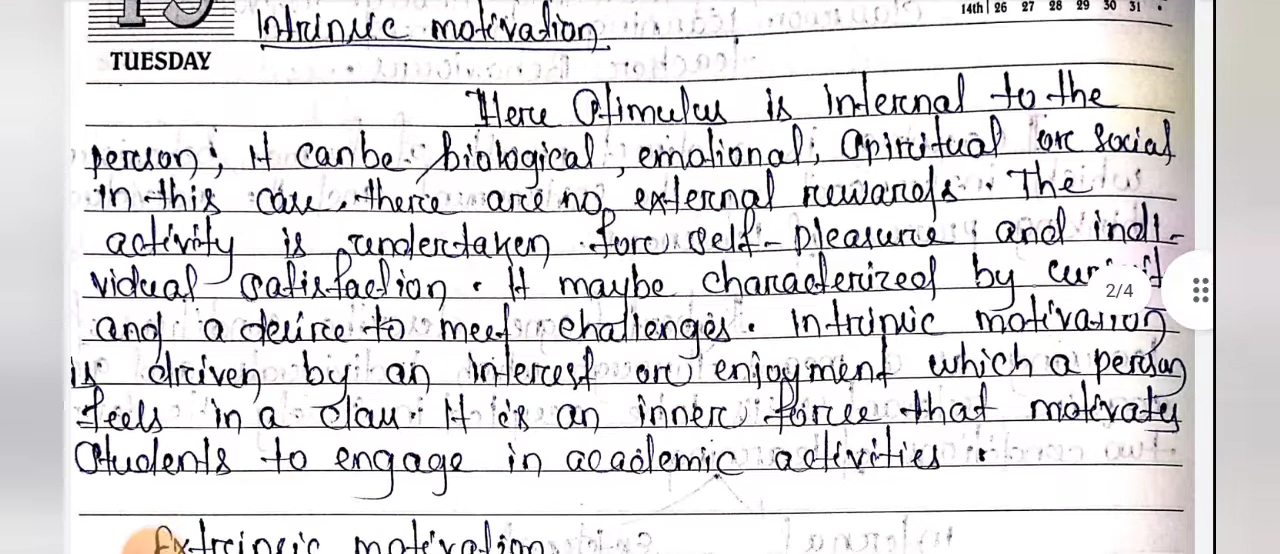 TUESDAY
14th 26 27 28 29 30 31
Intrinsic motivation
Here Stimulus is internal to the
person; It can be biological, emotional, spiritual or social
in this case, there are no external rewards. The
activity is undertaken for self-pleasure and indi-
vidual satisfaction. It maybe characterized by
and a desire to meet challenges. Intrinsic motivation
is driven by an interest or enjoyment which a person
feels in a class. It is an inner force that motivates
students to engage in academic activities.
2/4
Extrinsic motivation